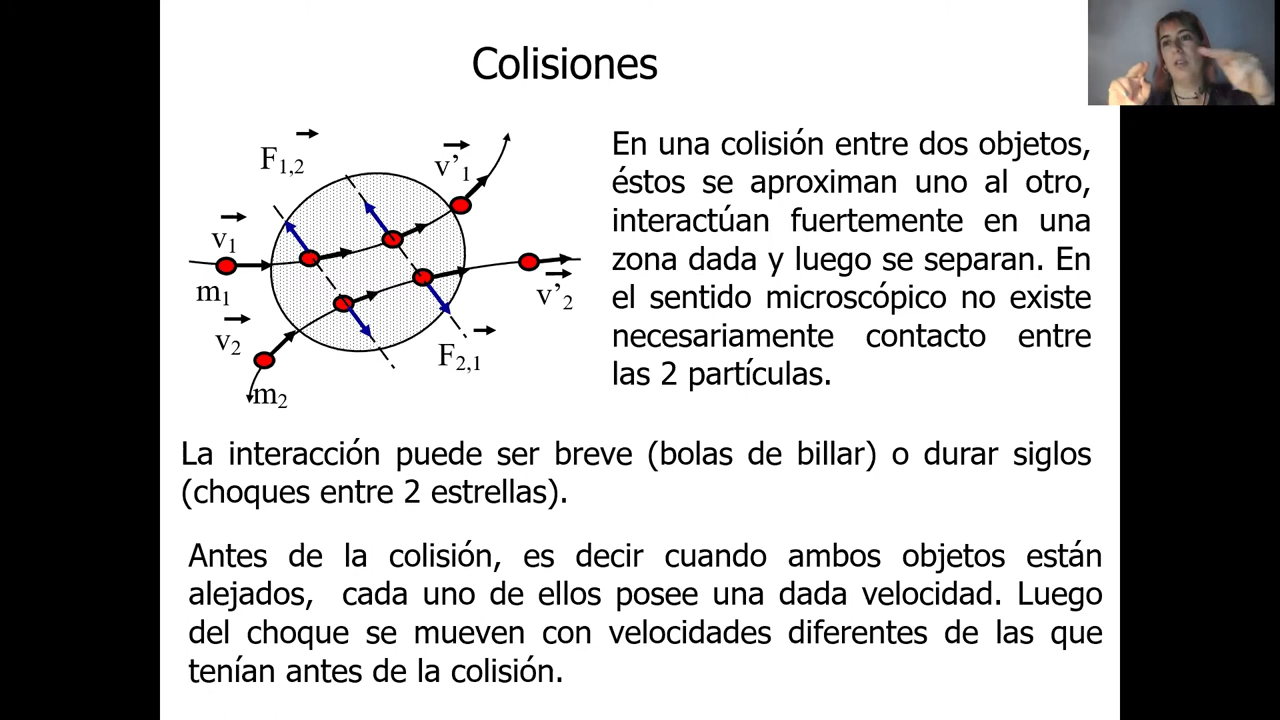 Colisiones
F1,2
v'1
v1
m1
v2
m2
v'2
F2,1
En una colisión entre dos objetos,
éstos se aproximan uno al otro,
interactúan fuertemente en una
zona dada y luego se separan. En
el sentido microscópico no existe
necesariamente contacto entre
las 2 partículas.
La interacción puede ser breve (bolas de billar) o durar siglos
(choques entre 2 estrellas).
Antes de la colisión, es decir cuando ambos objetos están
alejados, cada uno de ellos posee una dada velocidad. Luego
del choque se mueven con velocidades diferentes de las que
tenían antes de la colisión.